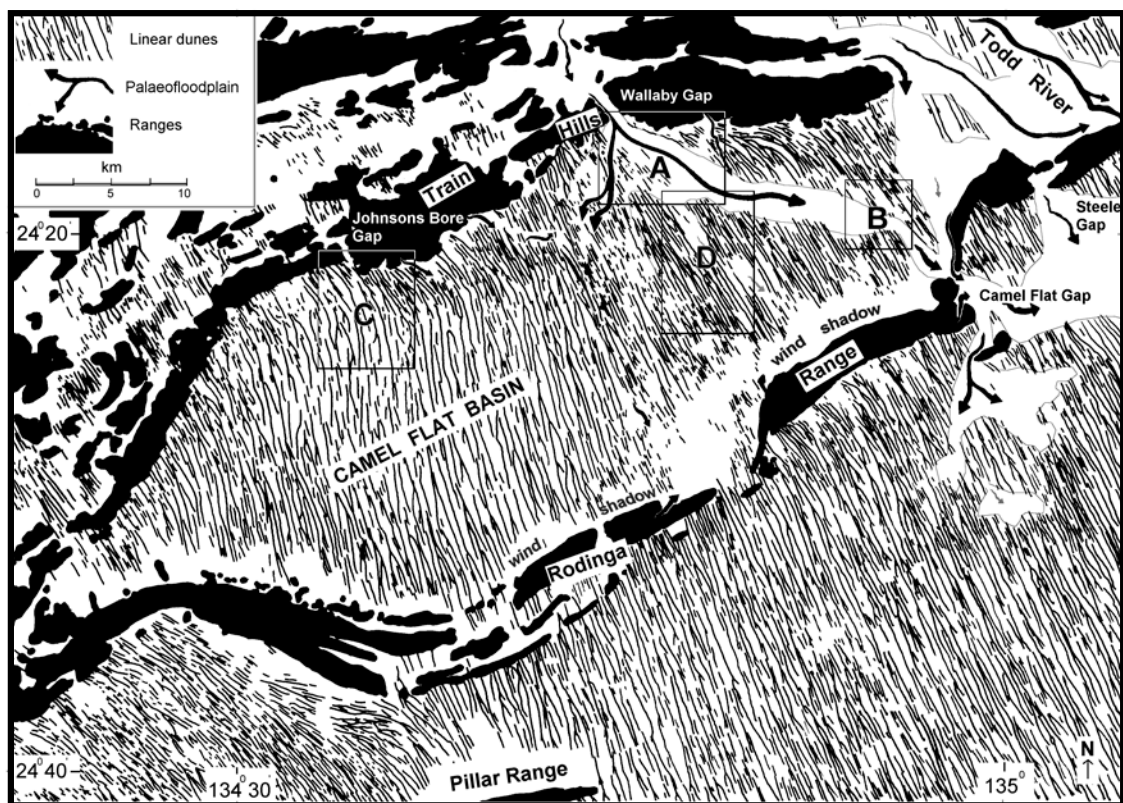 Linear dunes
Palaeofloodplain
Ranges
km
0 5 10
Todd River
Wallaby Gap
Hills
Train
A
Johnsons Bore
Gap
24°20
B
Steele
Gap
D
C
Camel Flat Gap
wind shadow
Range
CAMEL FLAT BASIN
wind shadow
Rodinga
N
24°40
134°30
135°
Pillar Range